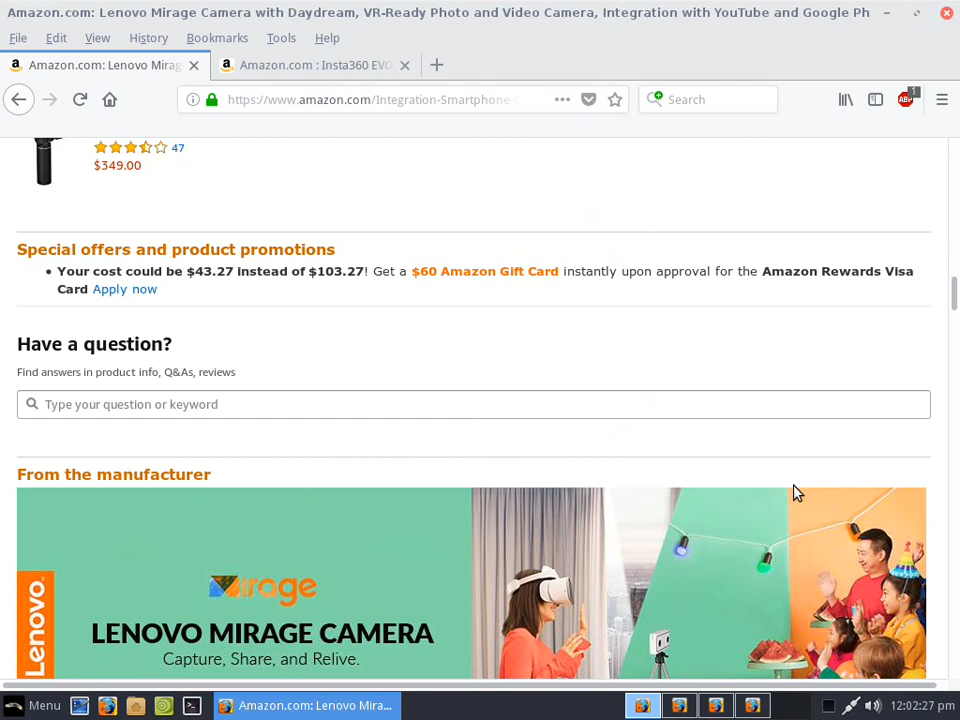 Amazon.com: Lenovo Mirage Camera with Daydream, VR-Ready Photo and Video Camera, Integration with YouTube and Google Ph
File Edit View History Bookmarks Tools Help
Amazon.com: Lenovo Mirag
Amazon.com : Insta360 EVO
https://www.amazon.com/Integration-Smartphone-
Search
ABP
1
47
$349.00
Special offers and product promotions
• Your cost could be $43.27 instead of $103.27! Get a $60 Amazon Gift Card instantly upon approval for the Amazon Rewards Visa
Card Apply now
Have a question?
Find answers in product info, Q&As, reviews
Type your question or keyword
From the manufacturer
Lenovo
Mirage
LENOVO MIRAGE CAMERA
Capture, Share, and Relive.
Menu
Amazon.com: Lenovo Mira...
12:02:27 pm